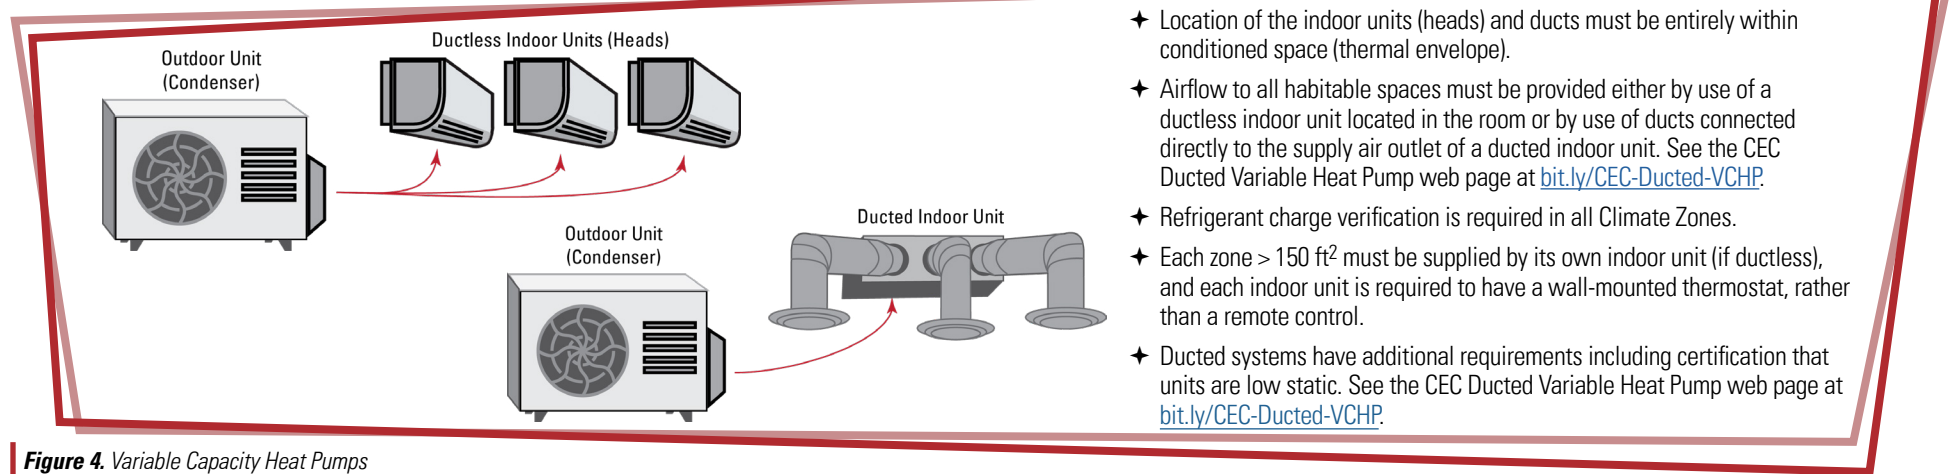 Outdoor Unit
(Condenser)
Ductless Indoor Units (Heads)
Outdoor Unit
(Condenser)
Ducted Indoor Unit
✦ Location of the indoor units (heads) and ducts must be entirely within
conditioned space (thermal envelope).
✦ Airflow to all habitable spaces must be provided either by use of a
ductless indoor unit located in the room or by use of ducts connected
directly to the supply air outlet of a ducted indoor unit. See the CEC
Ducted Variable Heat Pump web page at bit.ly/CEC-Ducted-VCHP.
✦ Refrigerant charge verification is required in all Climate Zones.
✦ Each zone > 150 ft² must be supplied by its own indoor unit (if ductless),
and each indoor unit is required to have a wall-mounted thermostat, rather
than a remote control.
✦ Ducted systems have additional requirements including certification that
units are low static. See the CEC Ducted Variable Heat Pump web page at
bit.ly/CEC-Ducted-VCHP.
Figure 4. Variable Capacity Heat Pumps